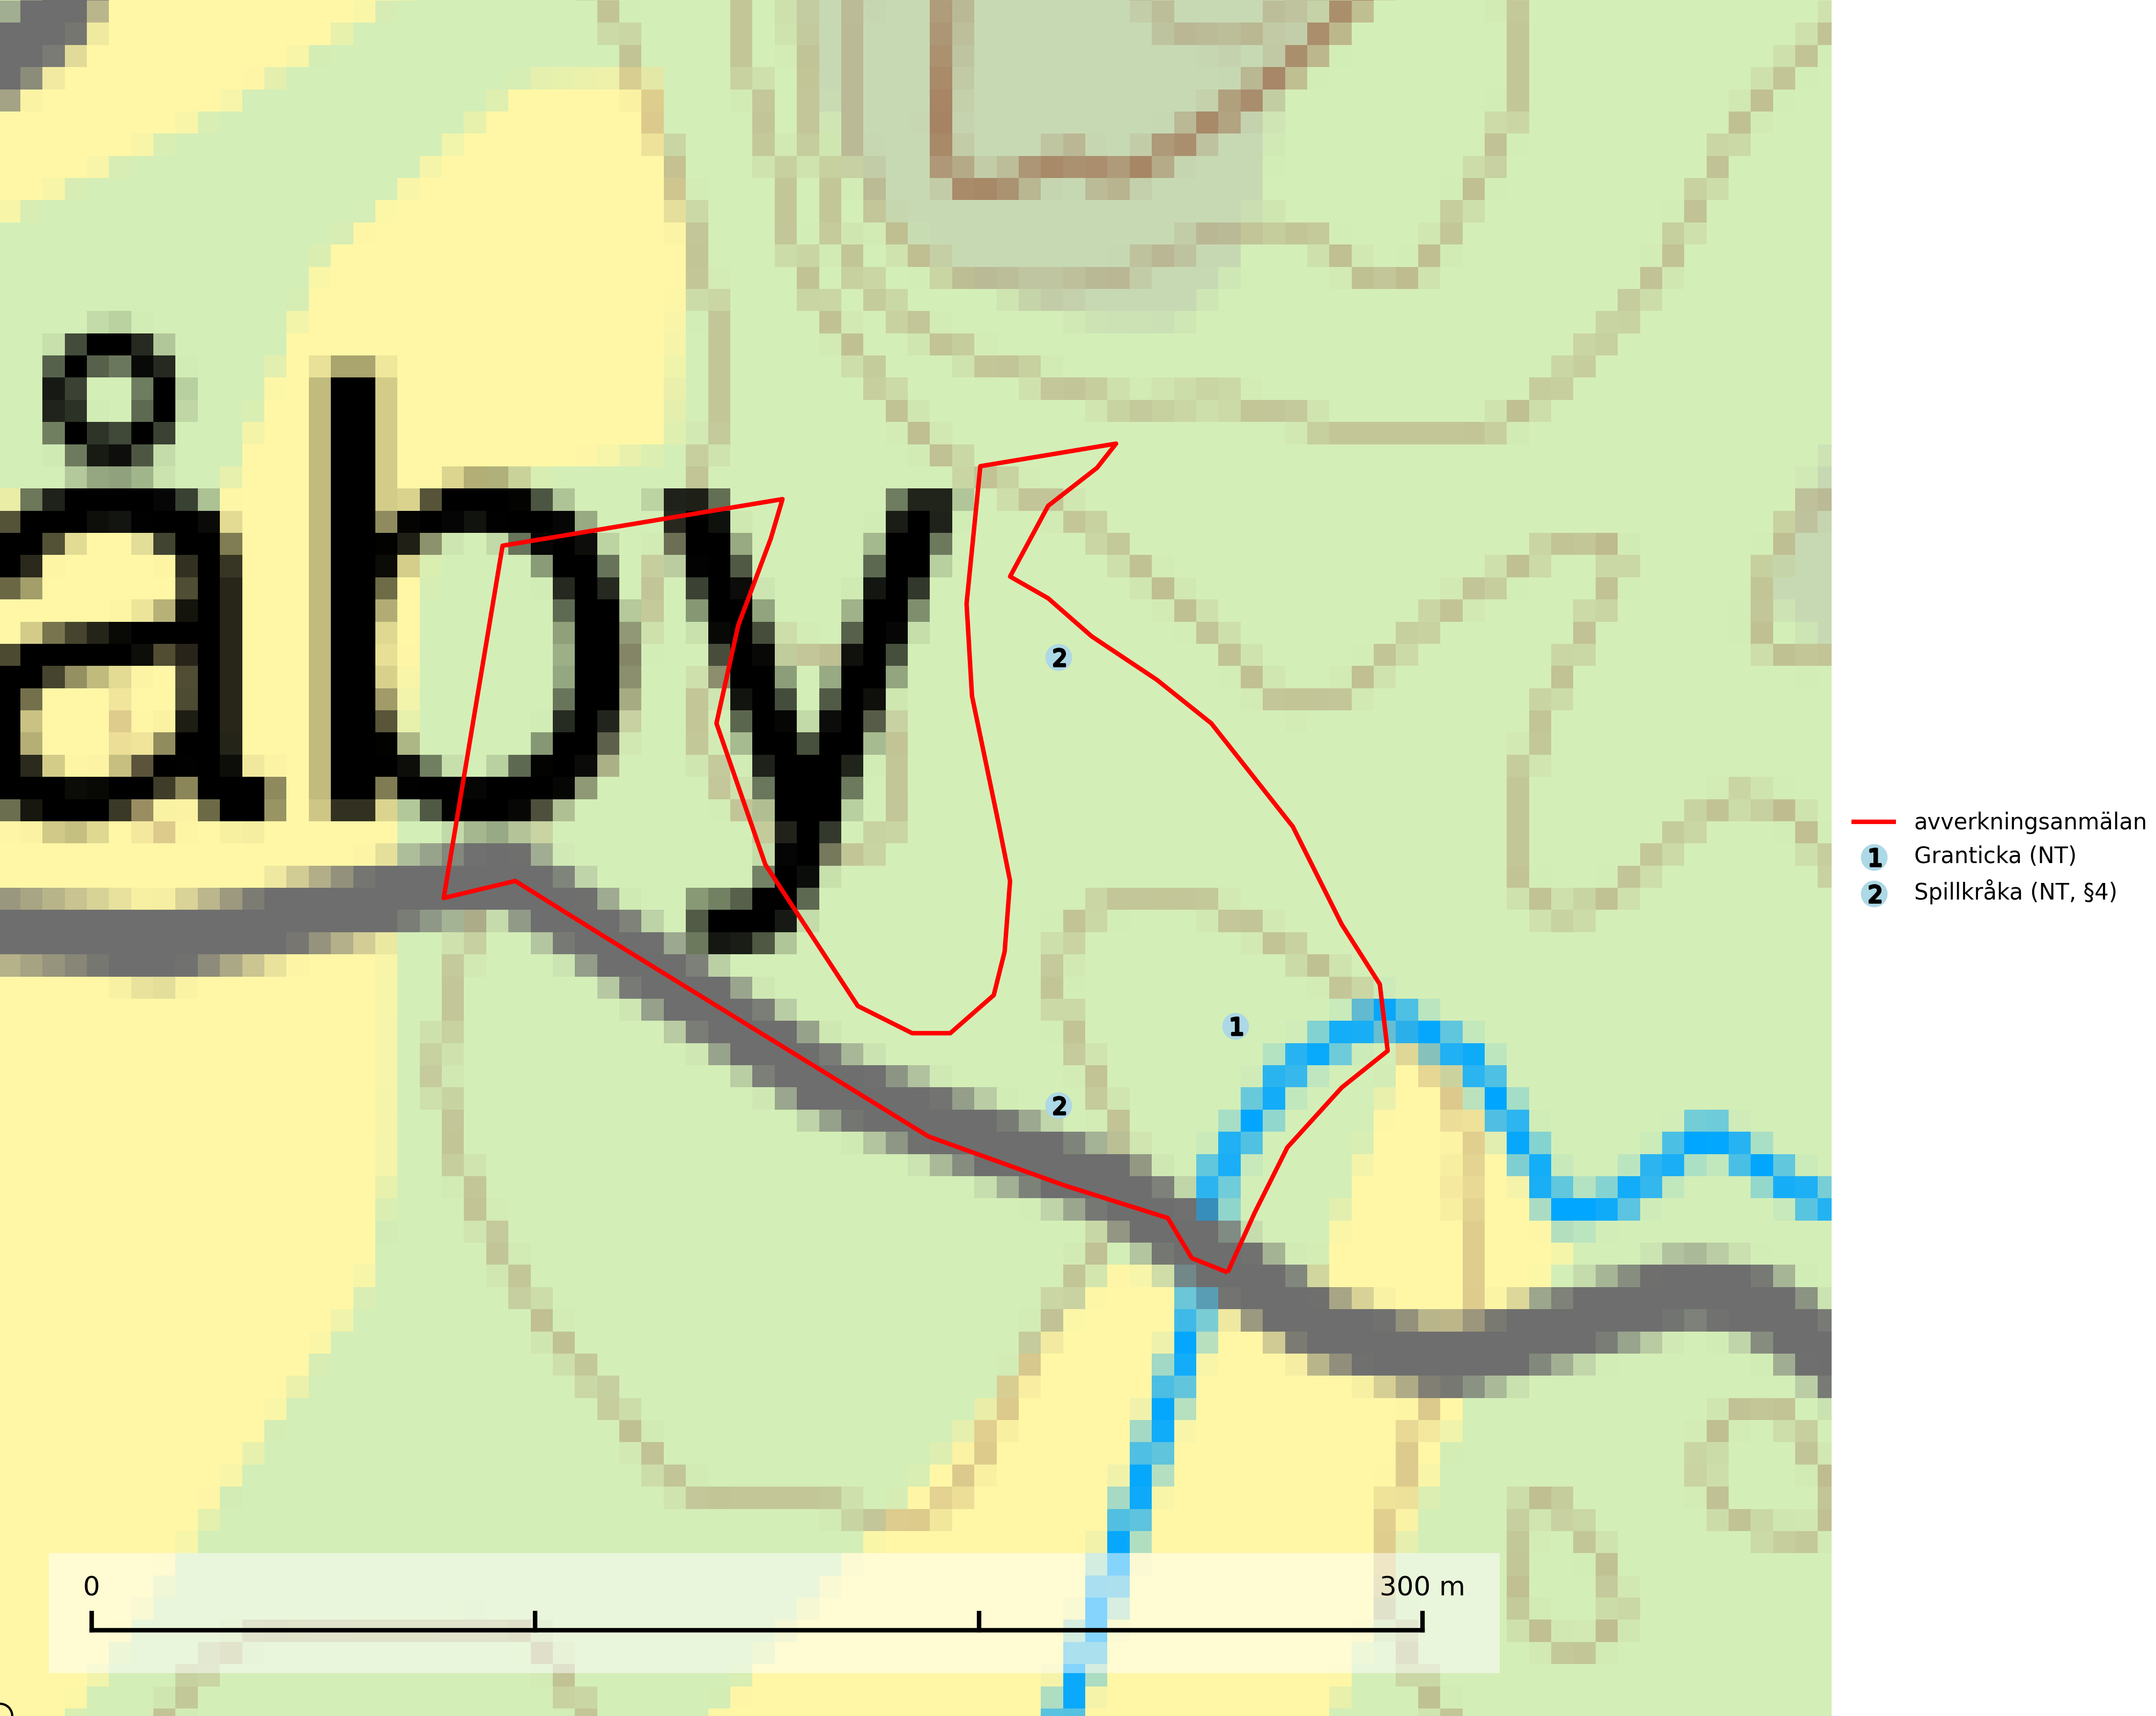 åby
2
1
2
avverkningsanmälan
1 Granticka (NT)
2 Spillkråka (NT, §4)
0 300 m